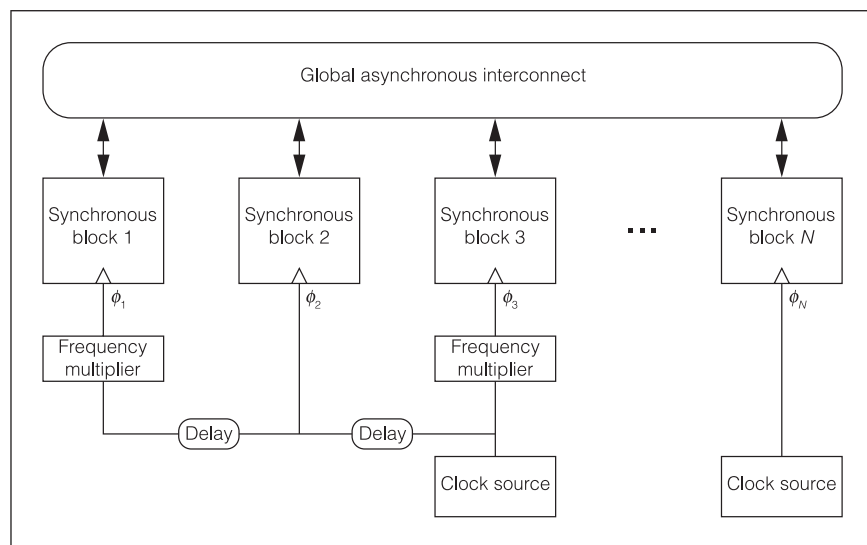 Global asynchronous interconnect
Synchronous
block 1
Synchronous
block 2
Synchronous
block 3
...
Synchronous
block N
ϕ1
ϕ2
ϕ3
ϕN
Frequency
multiplier
Frequency
multiplier
Delay
Delay
Clock source
Clock source